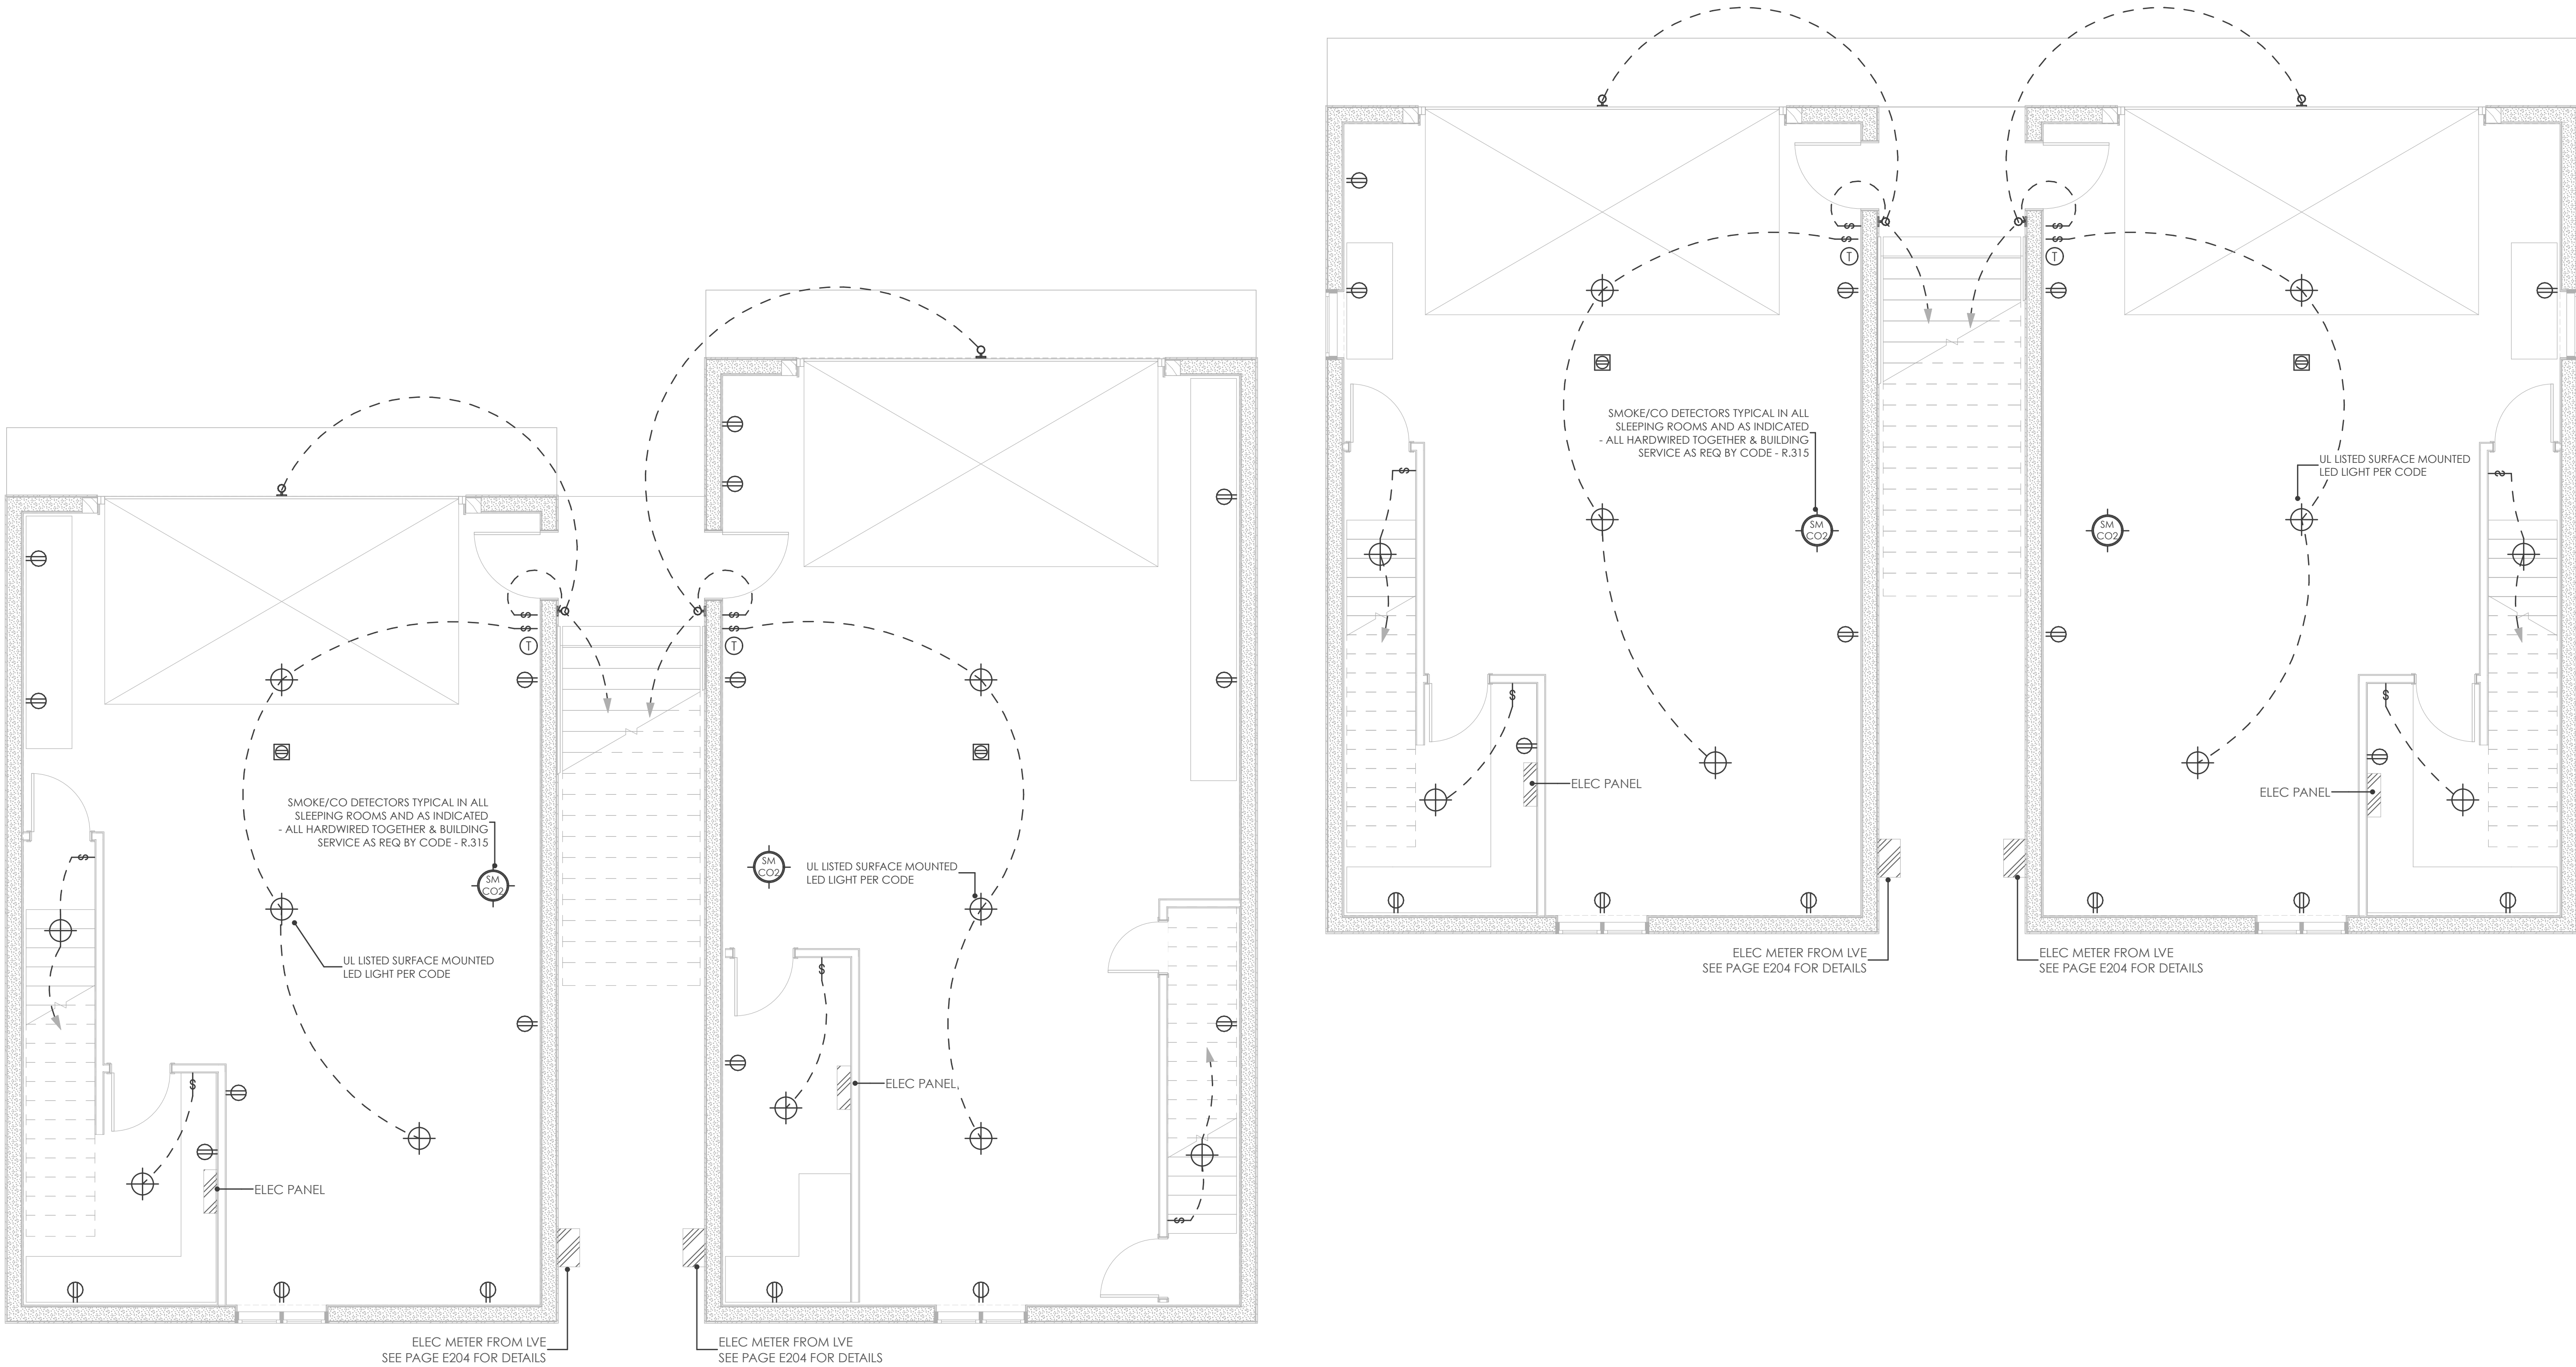 SMOKE/CO DETECTORS TYPICAL IN ALL
SLEEPING ROOMS AND AS INDICATED
- ALL HARDWIRED TOGETHER & BUILDING
SERVICE AS REQ BY CODE - R.315
SM
CO2
UL LISTED SURFACE MOUNTED
LED LIGHT PER CODE
ELEC PANEL
S
S
T
S
S
ELEC METER FROM LVE
SEE PAGE E204 FOR DETAILS
S
S
T
SM
CO2
UL LISTED SURFACE MOUNTED
LED LIGHT PER CODE
S
ELEC PANEL
S
ELEC METER FROM LVE
SEE PAGE E204 FOR DETAILS
S
S
T
SMOKE/CO DETECTORS TYPICAL IN ALL
SLEEPING ROOMS AND AS INDICATED
- ALL HARDWIRED TOGETHER & BUILDING
SERVICE AS REQ BY CODE - R.315
SM
CO2
S
S
ELEC PANEL
ELEC METER FROM LVE
SEE PAGE E204 FOR DETAILS
S
S
T
UL LISTED SURFACE MOUNTED
LED LIGHT PER CODE
SM
CO2
S
S
ELEC PANEL
ELEC METER FROM LVE
SEE PAGE E204 FOR DETAILS